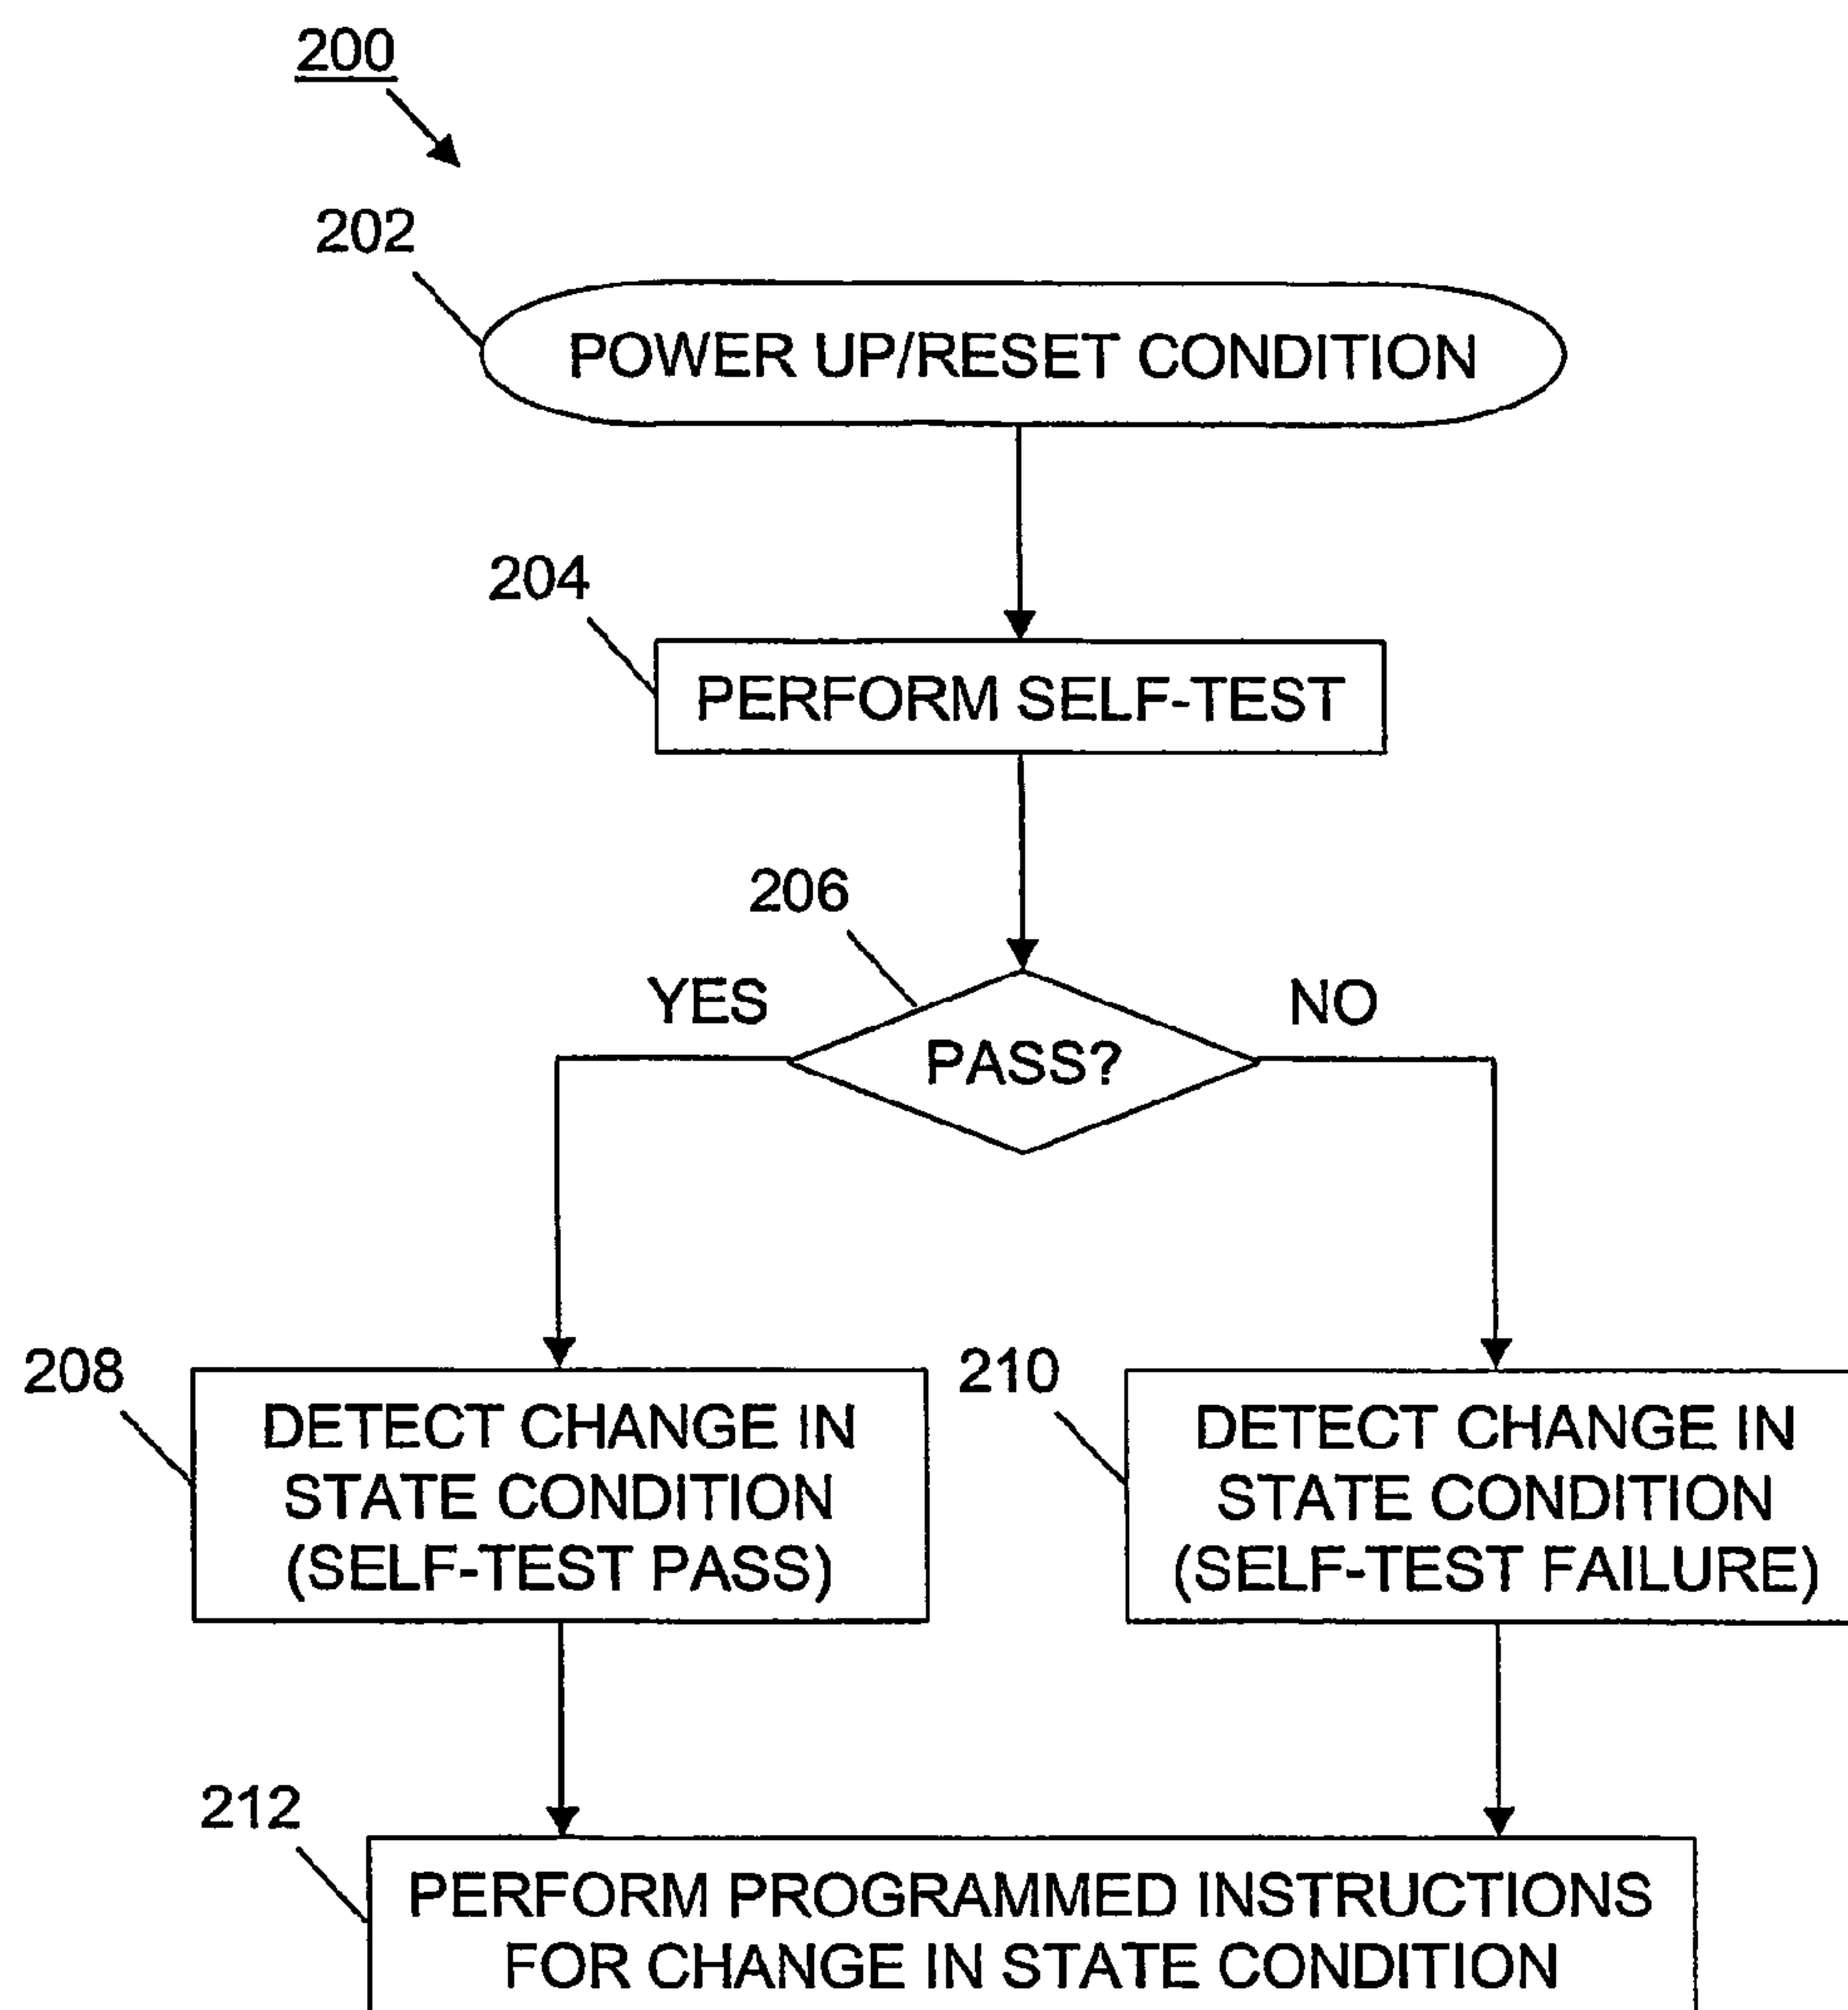 200
202
POWER UP/RESET CONDITION
204
PERFORM SELF-TEST
206
YES
NO
PASS?
208
DETECT CHANGE IN
STATE CONDITION
(SELF-TEST PASS)
210
DETECT CHANGE IN
STATE CONDITION
(SELF-TEST FAILURE)
212
PERFORM PROGRAMMED INSTRUCTIONS
FOR CHANGE IN STATE CONDITION